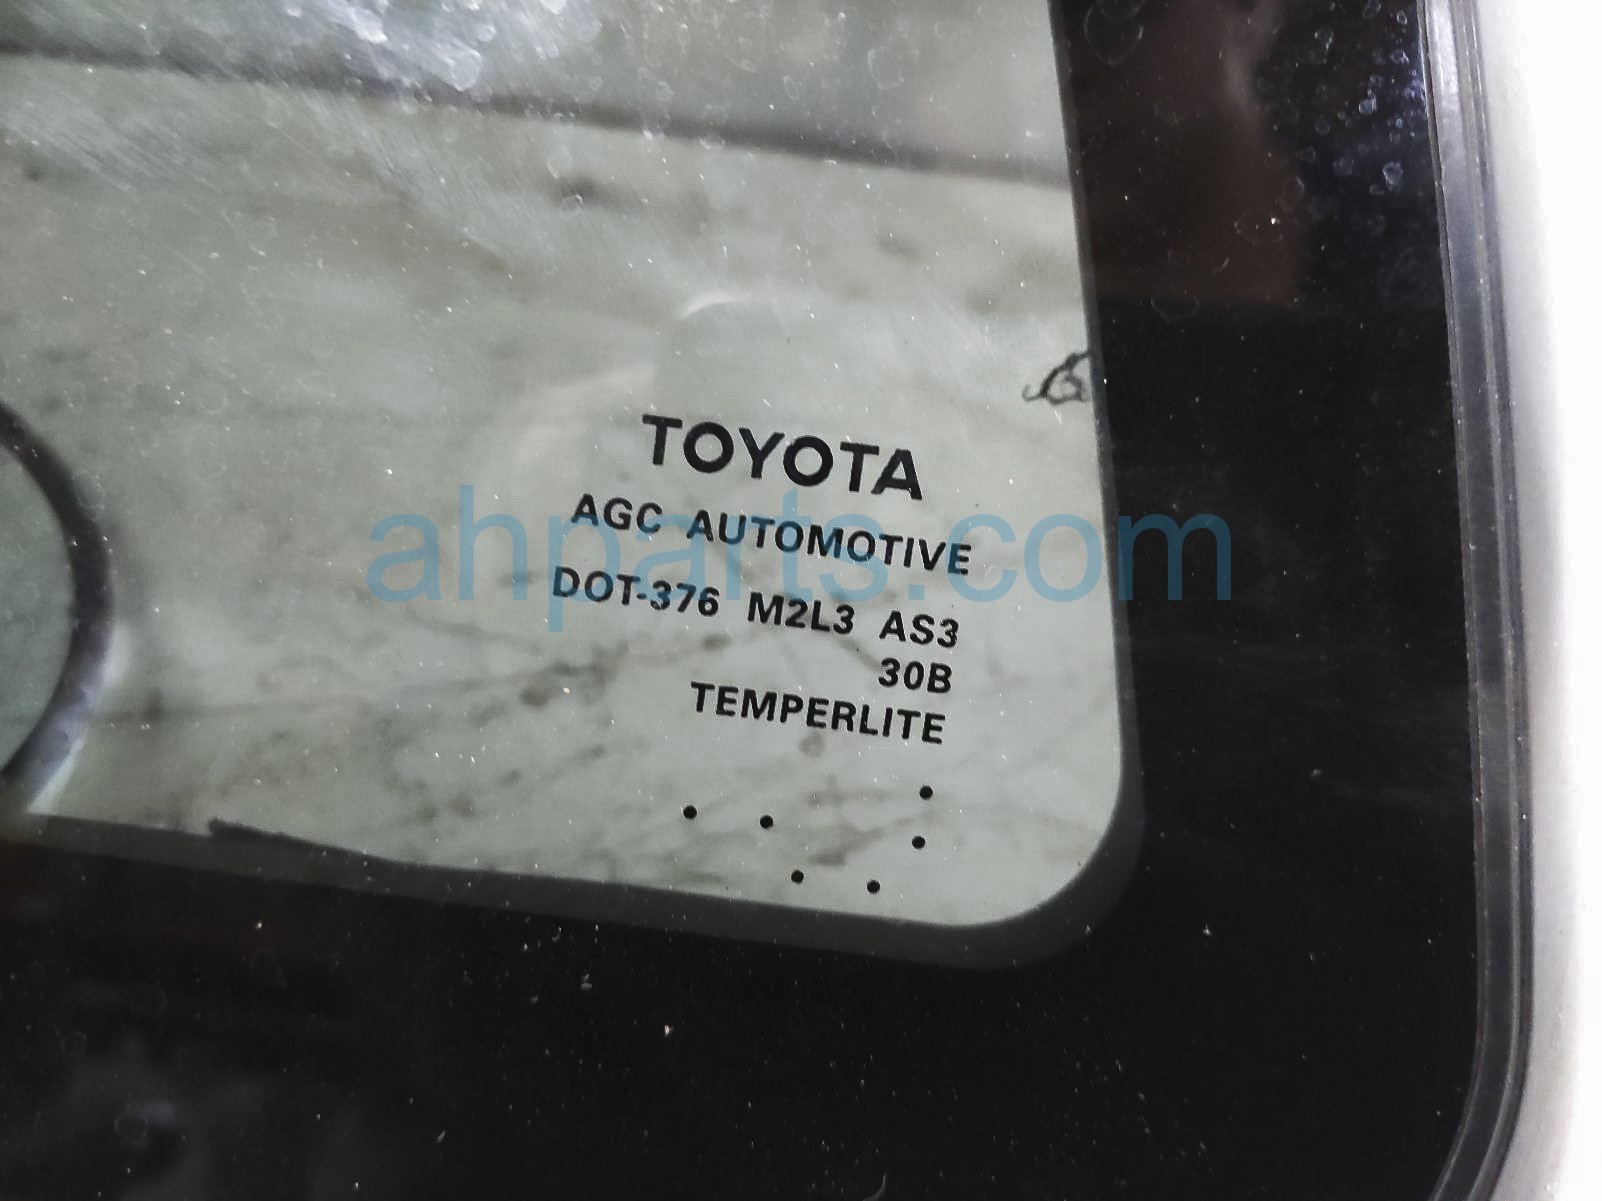 TOYOTA
AGC AUTOMOTIVE
ahparts.com
DOT-376 M2L3 AS3
30B
TEMPERLITE